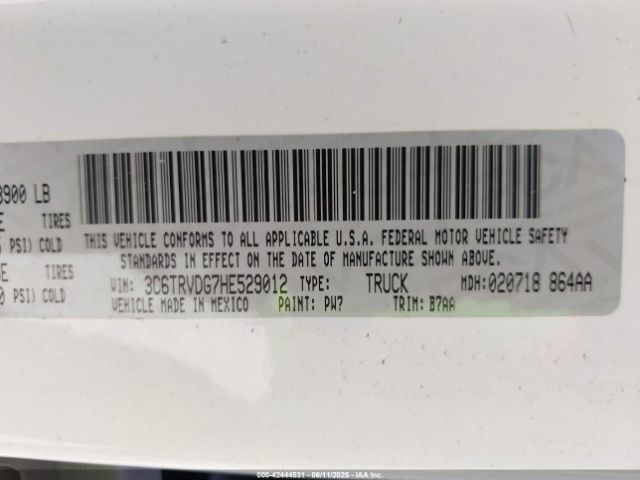 3900 LB
TIRES
PSI) COLD
TIRES
PSI) COLD
THIS VEHICLE CONFORMS TO ALL APPLICABLE U.S.A. FEDERAL MOTOR VEHICLE SAFETY
STANDARDS IN EFFECT ON THE DATE OF MANUFACTURE SHOWN ABOVE.
VIN: 3C6TRVDG7HE529012 TYPE: TRUCK MDH:020718 864AA
VEHICLE MADE IN MEXICO PAINT: PW7 TRIM: B7AA
000-42444531 - 06/11/2025 - IAA Inc.